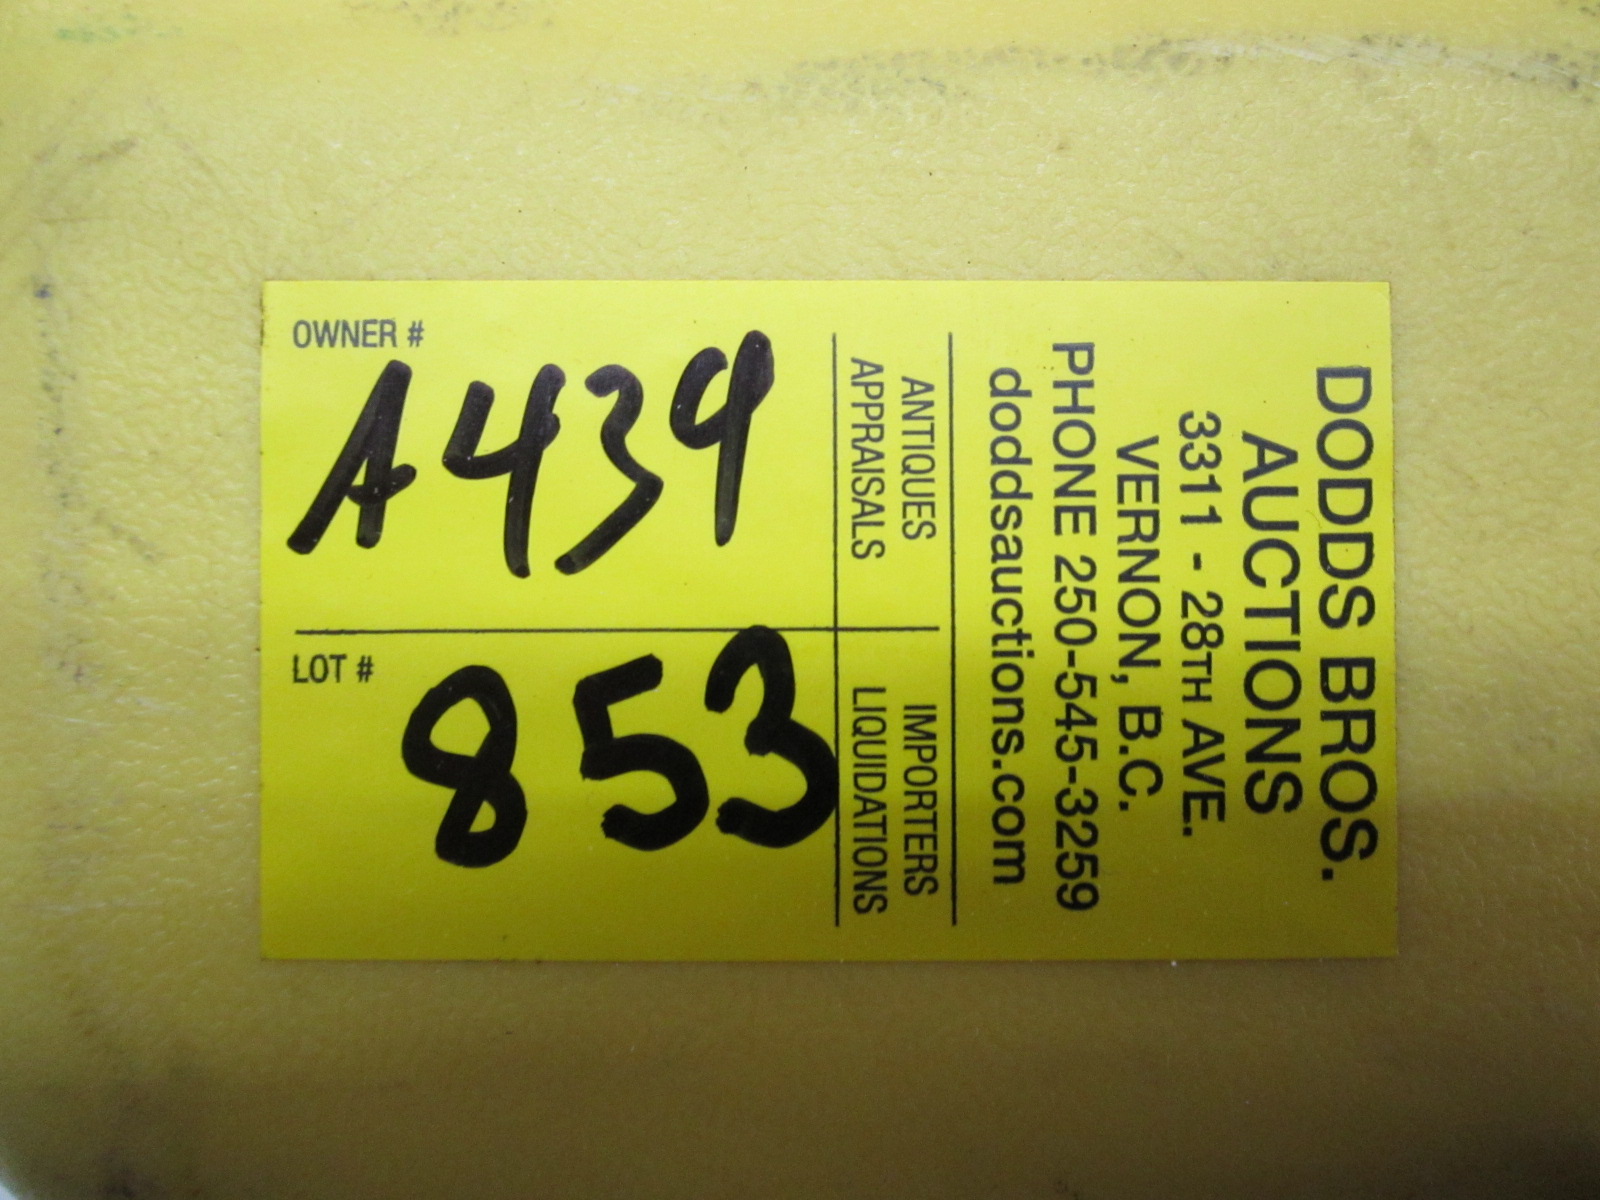 DODDS BROS.
AUCTIONS
3311 - 28TH AVE.
VERNON, B.C.
PHONE 250-545-3259
doddsauctions.com
ANTIQUES IMPORTERS
APPRAISALS LIQUIDATIONS
OWNER #
A439
LOT #
853